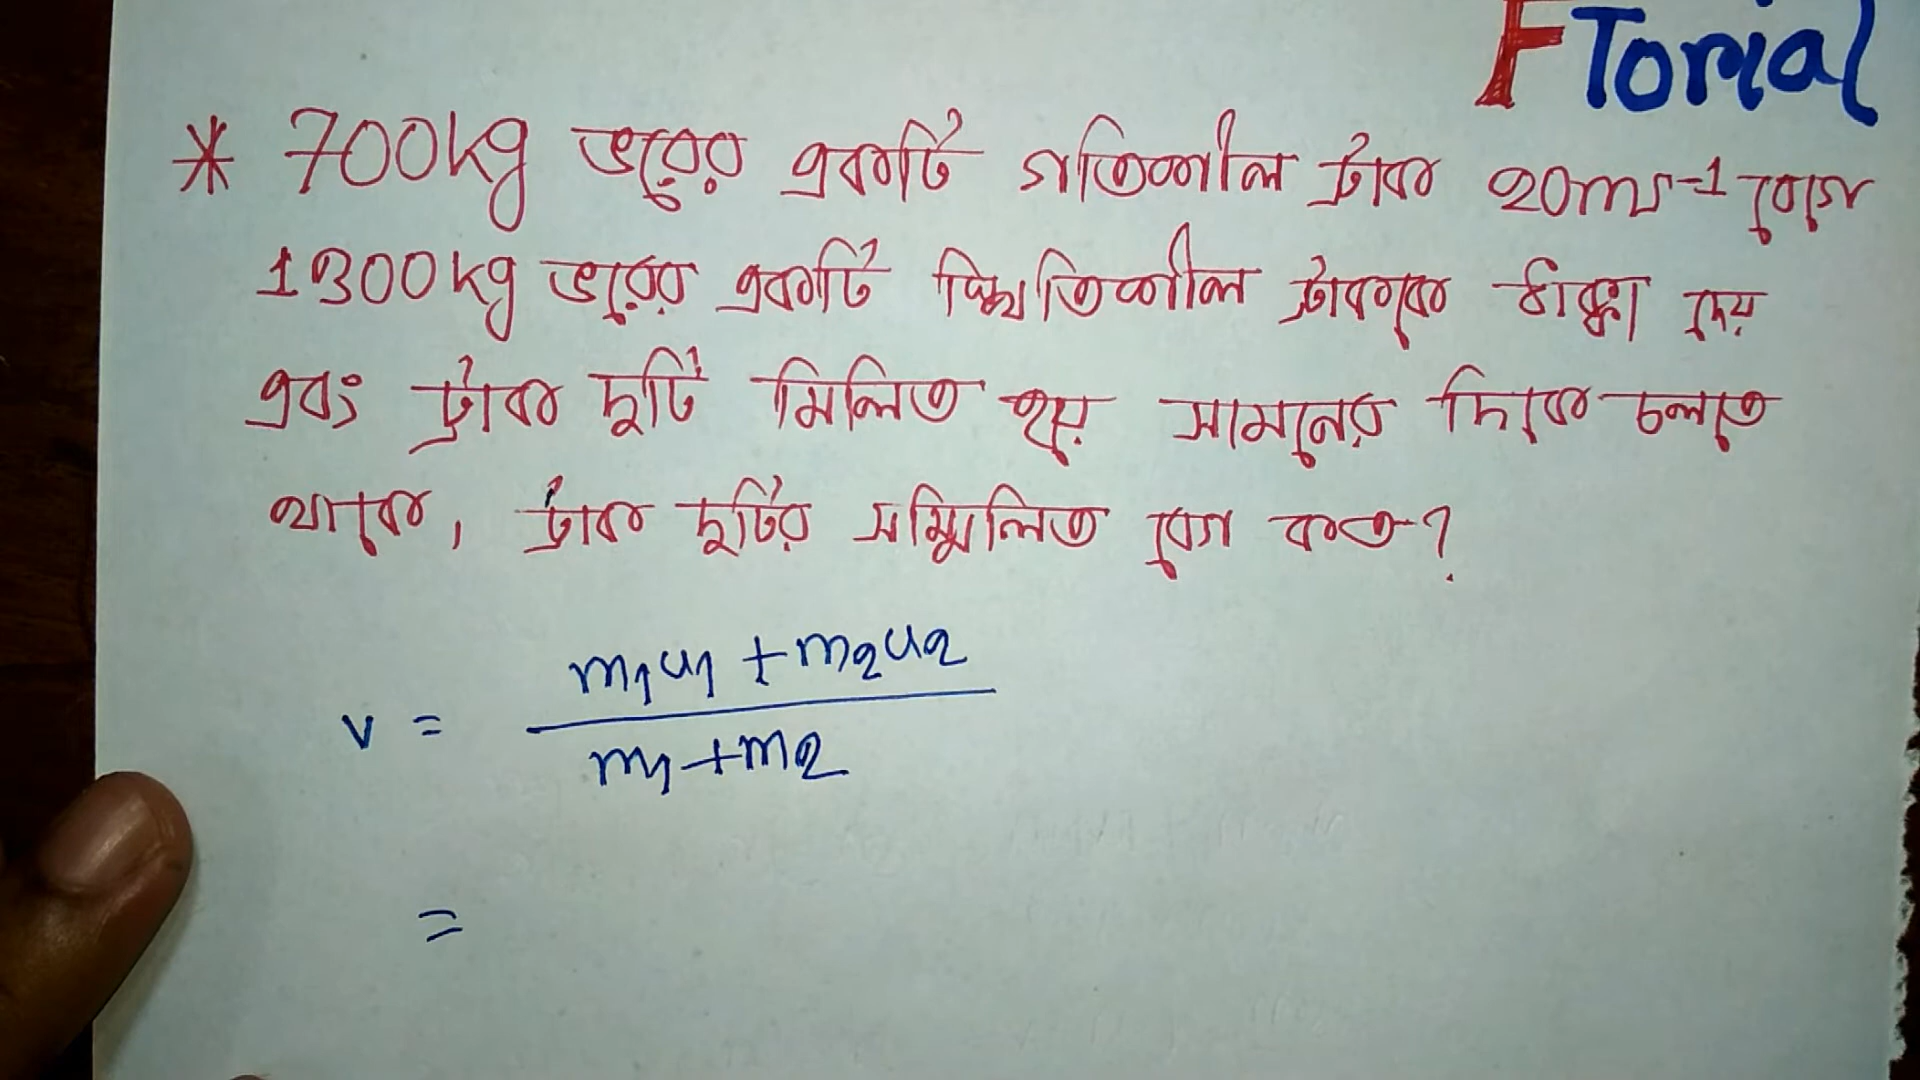 FTorial
* 700kg ভরের একটি গতিশীল ট্রাক 20ms⁻¹ বেগে
1300kg ভরের একটি স্থিতিশীল ট্রাককে ধাক্কা দেয়
এবং ট্রাক দুটি মিলিত হয়ে সামনের দিকে চলতে
থাকে, ট্রাক দুটির সম্মিলিত বেগ কত?
v = (m₁u₁ + m₂u₂) / (m₁ + m₂)
=